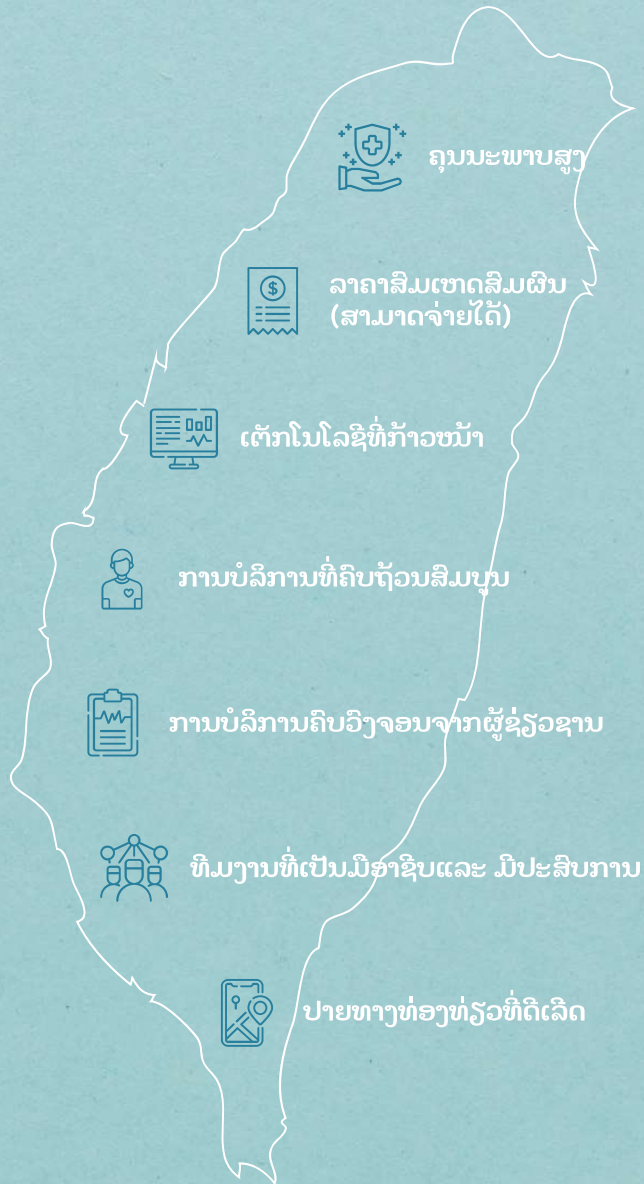 ຄຸນນະພາບສູງ
ລາຄາສົມເຫດສົມຜົນ
(ສາມາດຈ່າຍໄດ້)
ເຕັກໂນໂລຊີທີ່ກ້າວໜ້າ
ການບໍລິການທີ່ຄົບຖ້ວນສົມບູນ
ການບໍລິການຄົບວົງຈອນຈາກຜູ້ຊ່ຽວຊານ
ທີມງານທີ່ເປັນມືອາຊີບແລະ ມີປະສົບການ
ປາຍທາງທ່ອງທ່ຽວທີ່ດີເລີດ